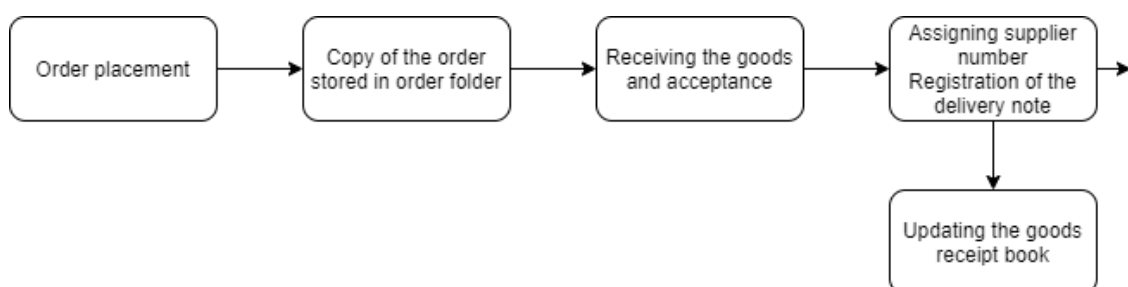 Order placement
Copy of the order
stored in order folder
Receiving the goods
and acceptance
Assigning supplier
number
Registration of the
delivery note
Updating the goods
receipt book